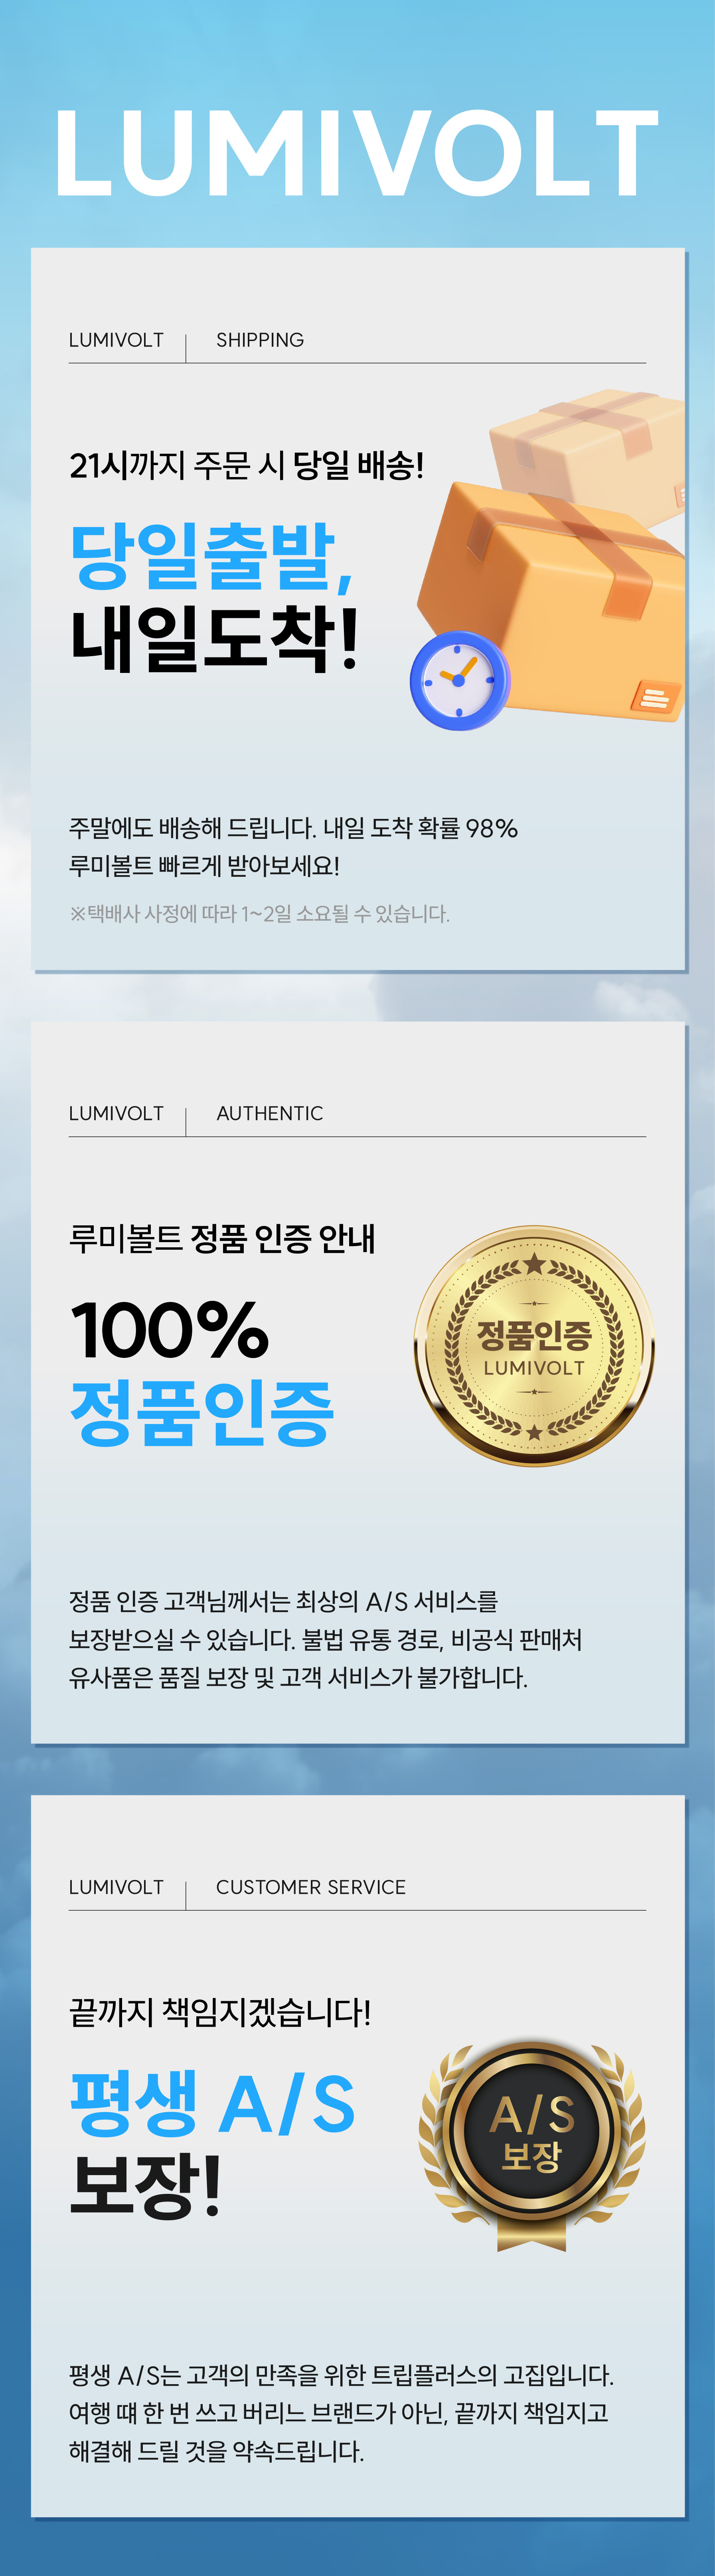 LUMIVOLT
LUMIVOLT SHIPPING
21시까지 주문 시 당일 배송!
당일출발,
내일도착!
주말에도 배송해 드립니다. 내일 도착 확률 98%
루미볼트 빠르게 받아보세요!
※택배사 사정에 따라 1~2일 소요될 수 있습니다.
LUMIVOLT AUTHENTIC
루미볼트 정품 인증 안내
100%
정품인증
정품인증
LUMIVOLT
정품 인증 고객님께서는 최상의 A/S 서비스를
보장받으실 수 있습니다. 불법 유통 경로, 비공식 판매처
유사품은 품질 보장 및 고객 서비스가 불가합니다.
LUMIVOLT CUSTOMER SERVICE
끝까지 책임지겠습니다!
평생 A/S
보장!
A/S
보장
평생 A/S는 고객의 만족을 위한 트립플러스의 고집입니다.
여행 떄 한 번 쓰고 버리느 브랜드가 아닌, 끝까지 책임지고
해결해 드릴 것을 약속드립니다.